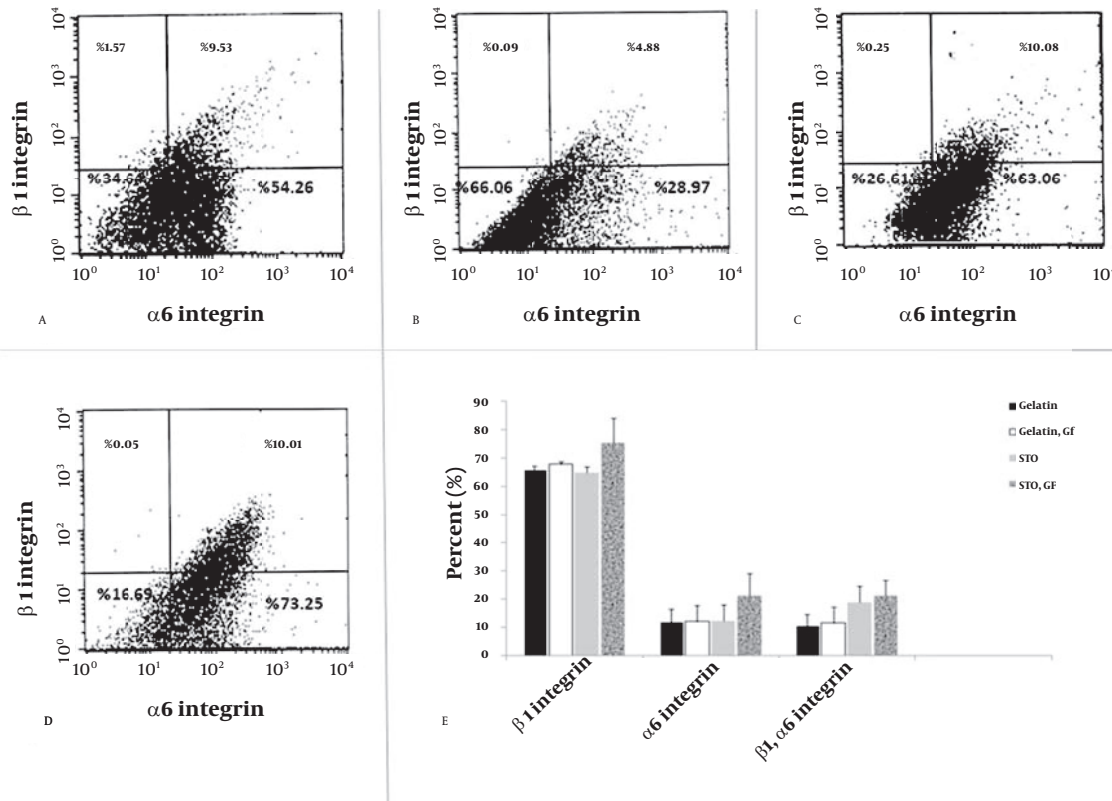 10⁴
10³
10²
10¹
10⁰
β 1 integrin
%1.57 %9.53
%54.26
10⁰ 10¹ 10² 10³ 10⁴
α6 integrin
A
10⁴
10³
10²
10¹
10⁰
β 1 integrin
%0.09 %4.88
%66.06 %28.97
10⁰ 10¹ 10² 10³ 10⁴
α6 integrin
B
10⁴
10³
10²
10¹
10⁰
β 1 integrin
%0.25 %10.08
%26.61 %63.06
10⁰ 10¹ 10² 10³ 10
α6 integrin
C
10⁴
10³
10²
10¹
10⁰
β 1 integrin
%0.05 %10.01
%16.69 %73.25
10⁰ 10¹ 10² 10³ 10⁴
α6 integrin
D
Percent (%)
90
80
70
60
50
40
30
20
10
0
β 1 integrin
α6 integrin
β1, α6 integrin
Gelatin
Gelatin, Gf
STO
STO, GF
E